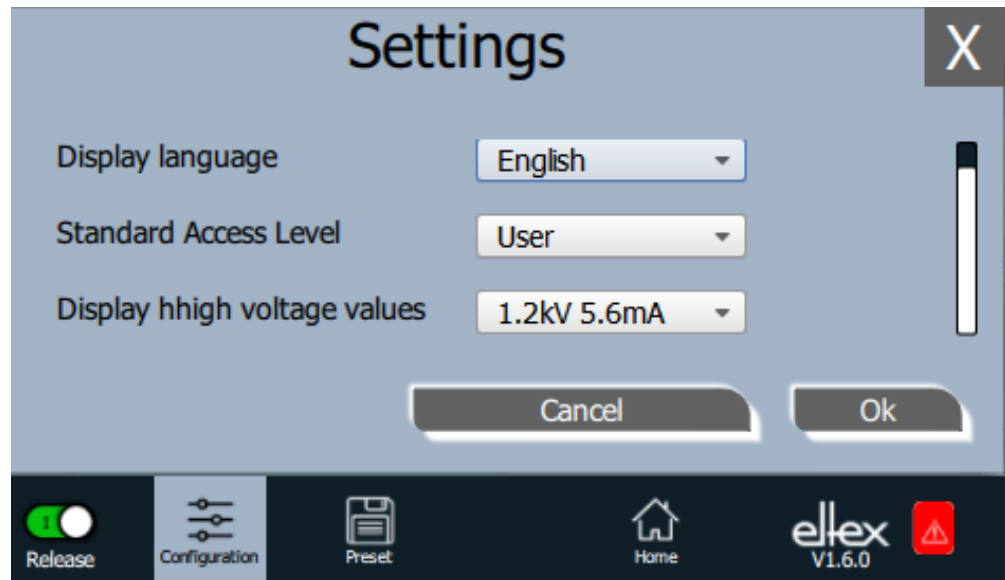 Settings
X
Display language English
Standard Access Level User
Display hhigh voltage values 1.2kV 5.6mA
Cancel Ok
I
Release Configuration Preset Home eltex
V1.6.0